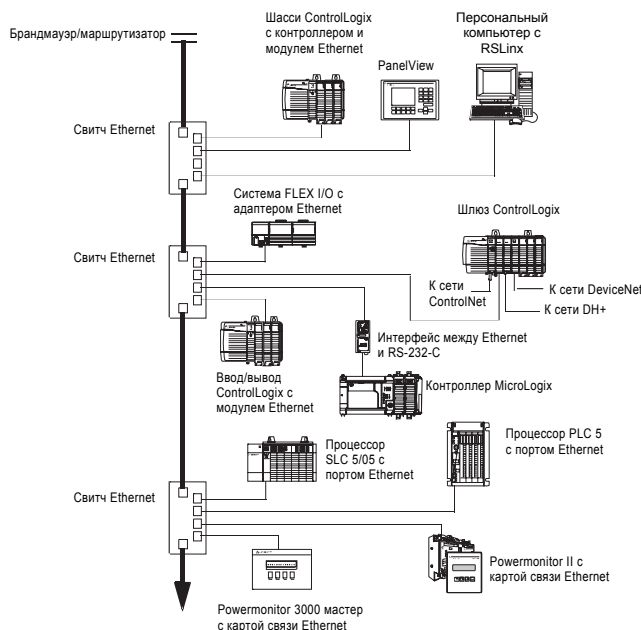 Брандмауэр/маршрутизатор
Шасси ControlLogix
с контроллером и
модулем Ethernet
PanelView
Персональный
компьютер с
RSLinx
Свитч Ethernet
Система FLEX I/O с
адаптером Ethernet
Шлюз ControlLogix
Свитч Ethernet
К сети
ControlNet
К сети DeviceNet
К сети DH+
Интерфейс между Ethernet
и RS-232-C
Ввод/вывод
ControlLogix с
модулем Ethernet
Контроллер MicroLogix
Процессор
SLC 5/05 с
портом Ethernet
Процессор PLC 5
с портом Ethernet
Свитч Ethernet
Powermonitor II с
картой связи Ethernet
Powermonitor 3000 мастер
с картой связи Ethernet